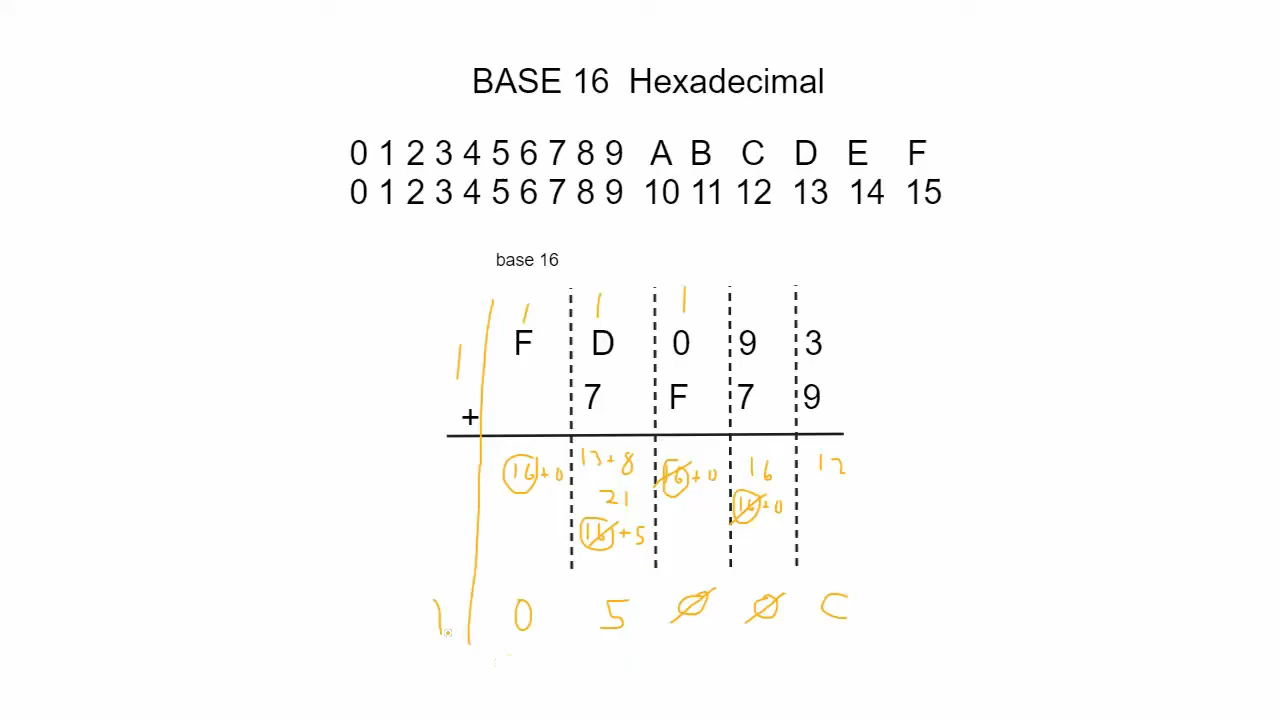 BASE 16 Hexadecimal
0 1 2 3 4 5 6 7 8 9 A B C D E F
0 1 2 3 4 5 6 7 8 9 10 11 12 13 14 15
base 16
1 1 1
1 F D 0 9 3
+ 7 F 7 9
16+0 13+8 16+0 16 12
21 16+0
16+5
1 0 5 0 0 C